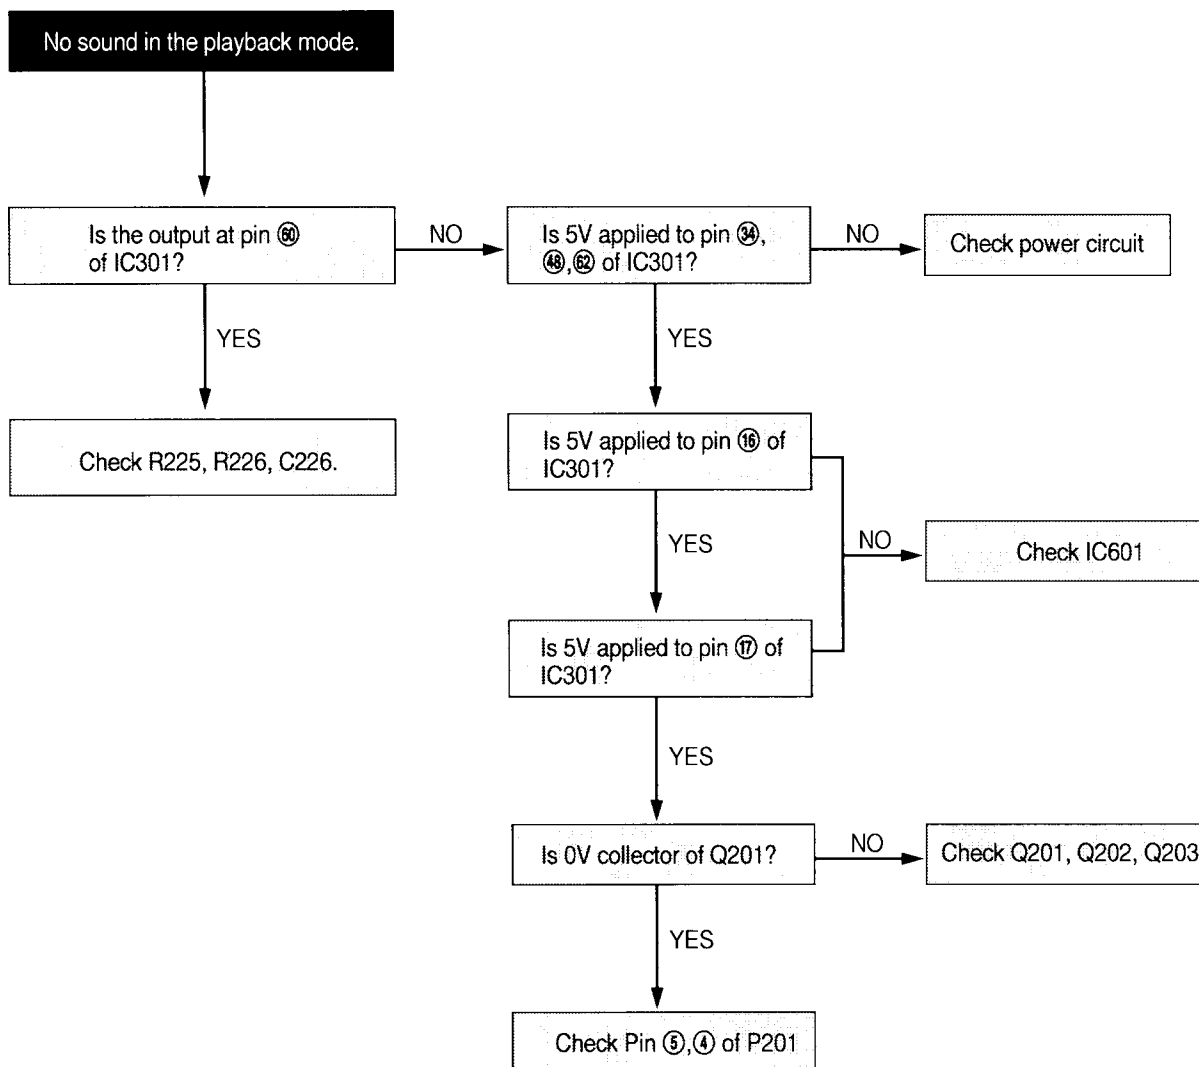 No sound in the playback mode.
Is the output at pin ⑥⓪
of IC301?
NO
Is 5V applied to pin ㉞,
㊽,⑥② of IC301?
NO
Check power circuit
YES
YES
Check R225, R226, C226.
Is 5V applied to pin ⑯ of
IC301?
YES
NO
Check IC601
Is 5V applied to pin ⑰ of
IC301?
YES
Is 0V collector of Q201?
NO
Check Q201, Q202, Q203
YES
Check Pin ⑤,④ of P201